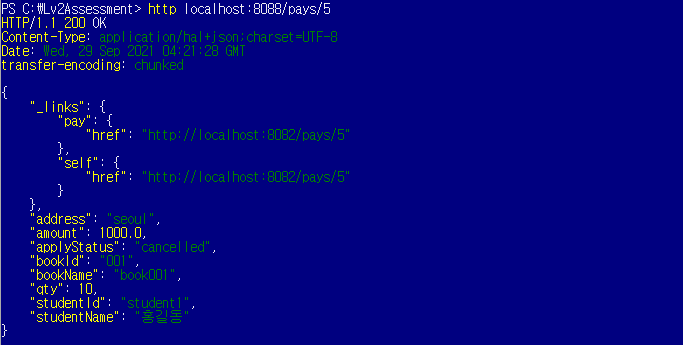 PS C:\Lv2Assessment> http localhost:8088/pays/5
HTTP/1.1 200 OK
Content-Type: application/hal+json;charset=UTF-8
Date: Wed, 29 Sep 2021 04:21:28 GMT
transfer-encoding: chunked
{
"_links": {
"pay": {
"href": "http://localhost:8082/pays/5"
},
"self": {
"href": "http://localhost:8082/pays/5"
}
},
"address": "seoul",
"amount": 1000.0,
"applyStatus": "cancelled",
"bookId": "001",
"bookName": "book001",
"qty": 10,
"studentId": "student1",
"studentName": "홍길동"
}